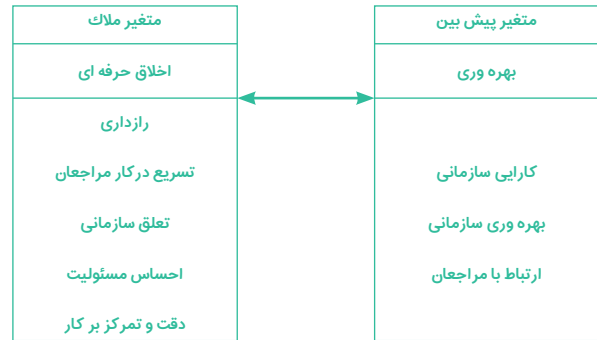 متغیر پیش بین
بهره وری
کارایی سازمانی
بهره وری سازمانی
ارتباط با مراجعان
متغیر ملاك
اخلاق حرفه ای
رازداری
تسریع درکار مراجعان
تعلق سازمانی
احساس مسئولیت
دقت و تمرکز بر کار